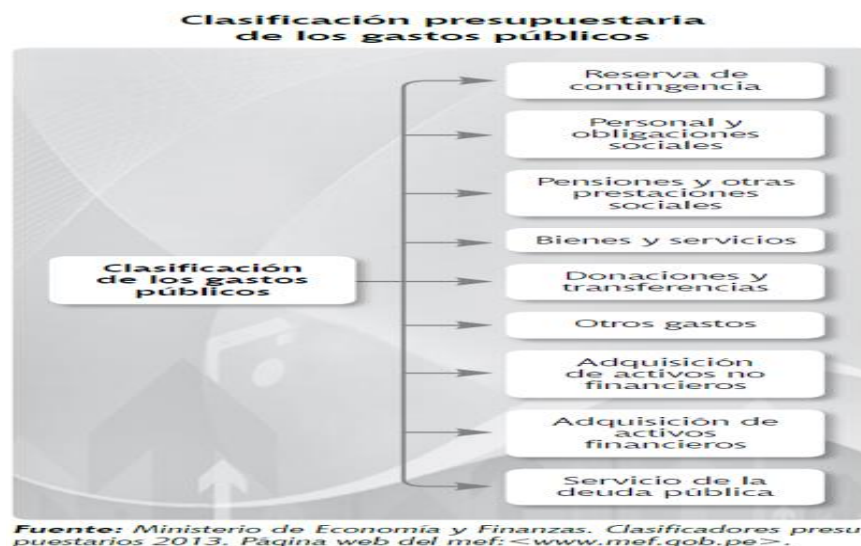 Clasificación presupuestaria
de los gastos públicos
Clasificación
de los gastos
públicos
Reserva de
contingencia
Personal y
obligaciones
sociales
Pensiones y otras
prestaciones
sociales
Bienes y servicios
Donaciones y
transferencias
Otros gastos
Adquisición
de activos no
financieros
Adquisición de
activos
financieros
Servicio de la
deuda pública
Fuente: Ministerio de Economía y Finanzas. Clasificadores presu-
puestarios 2013. Página web del mef: <www.mef.gob.pe>.